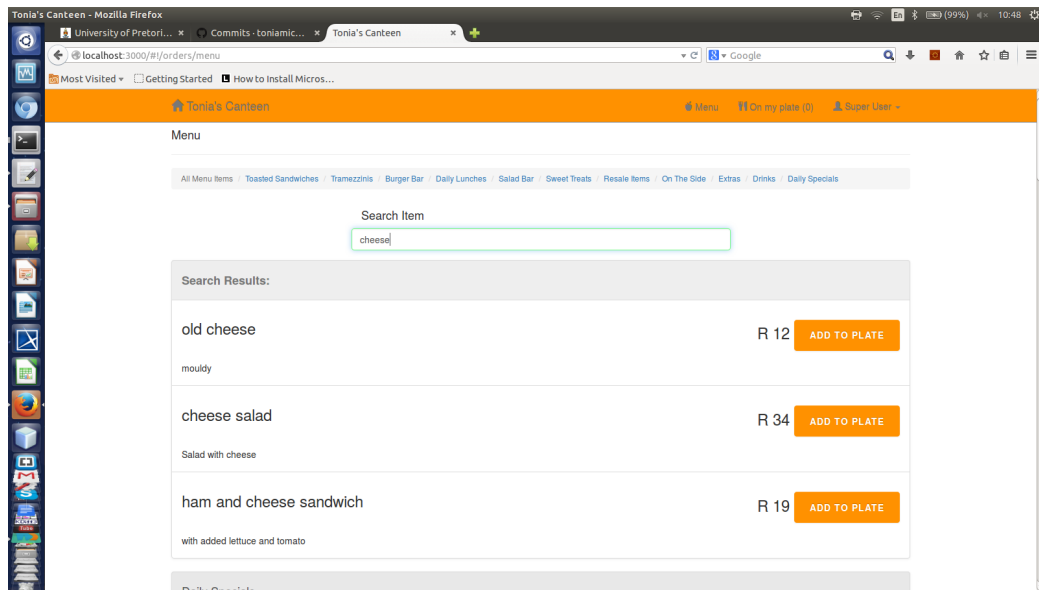 Tonia's Canteen - Mozilla Firefox
En (99%) 10:48
University of Pretori... × Commits · toniamic... × Tonia's Canteen ×
localhost:3000/#!/orders/menu Google
Most Visited Getting Started How to Install Micros...
Tonia's Canteen Menu On my plate (0) Super User
Menu
All Menu Items / Toasted Sandwiches / Tramezzinis / Burger Bar / Daily Lunches / Salad Bar / Sweet Treats / Resale Items / On The Side / Extras / Drinks / Daily Specials
Search Item
cheese
Search Results:
old cheese
R 12 ADD TO PLATE
mouldy
cheese salad
R 34 ADD TO PLATE
Salad with cheese
ham and cheese sandwich
R 19 ADD TO PLATE
with added lettuce and tomato